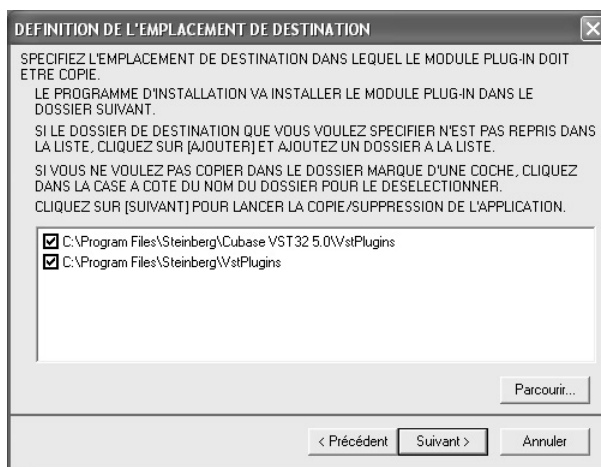 DEFINITION DE L'EMPLACEMENT DE DESTINATION
SPECIFIEZ L'EMPLACEMENT DE DESTINATION DANS LEQUEL LE MODULE PLUG-IN DOIT
ETRE COPIE.
LE PROGRAMME D'INSTALLATION VA INSTALLER LE MODULE PLUG-IN DANS LE
DOSSIER SUIVANT.
SI LE DOSSIER DE DESTINATION QUE VOUS VOULEZ SPECIFIER N'EST PAS REPRIS DANS
LA LISTE, CLIQUEZ SUR [AJOUTER] ET AJOUTEZ UN DOSSIER A LA LISTE.
SI VOUS NE VOULEZ PAS COPIER DANS LE DOSSIER MARQUE D'UNE COCHE, CLIQUEZ
DANS LA CASE A COTE DU NOM DU DOSSIER POUR LE DESELECTIONNER.
CLIQUEZ SUR [SUIVANT] POUR LANCER LA COPIE/SUPPRESSION DE L'APPLICATION.
C:\Program Files\Steinberg\Cubase VST32 5.0\VstPlugins
C:\Program Files\Steinberg\VstPlugins
Parcourir...
< Précédent Suivant > Annuler